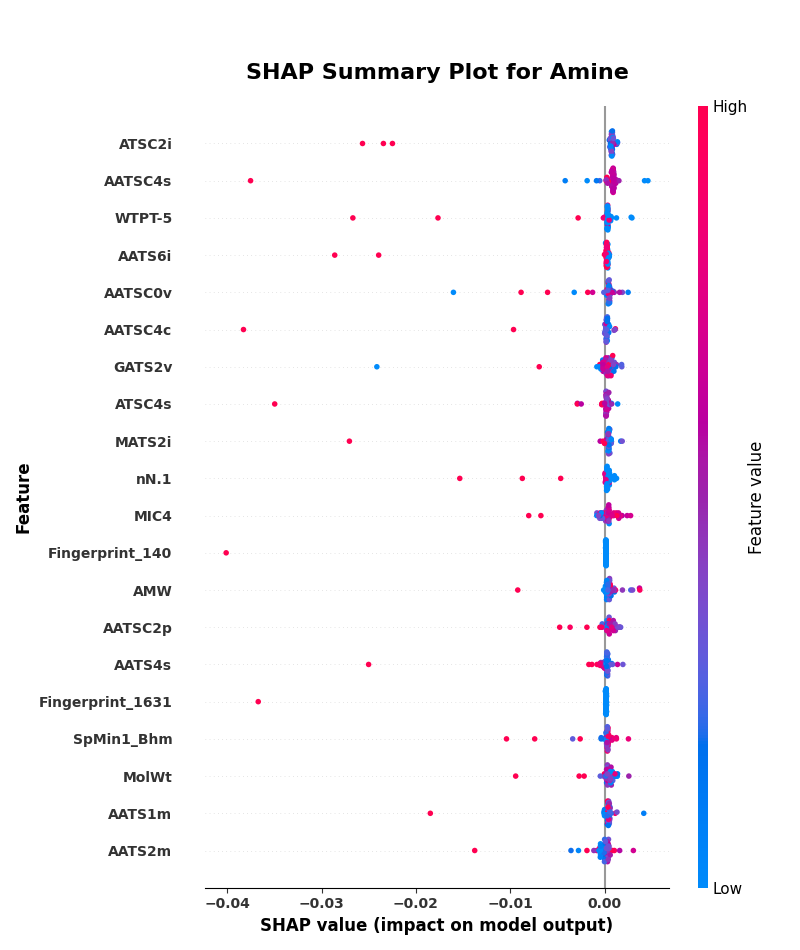 SHAP Summary Plot for Amine
High
ATSC2i
AATSC4s
WTPT-5
AATS6i
AATSC0v
AATSC4c
GATS2v
ATSC4s
MATS2i
nN.1
MIC4
Fingerprint_140
AMW
AATSC2p
AATS4s
Fingerprint_1631
SpMin1_Bhm
MolWt
AATS1m
AATS2m
Feature
Feature value
Low
−0.04 −0.03 −0.02 −0.01 0.00
SHAP value (impact on model output)